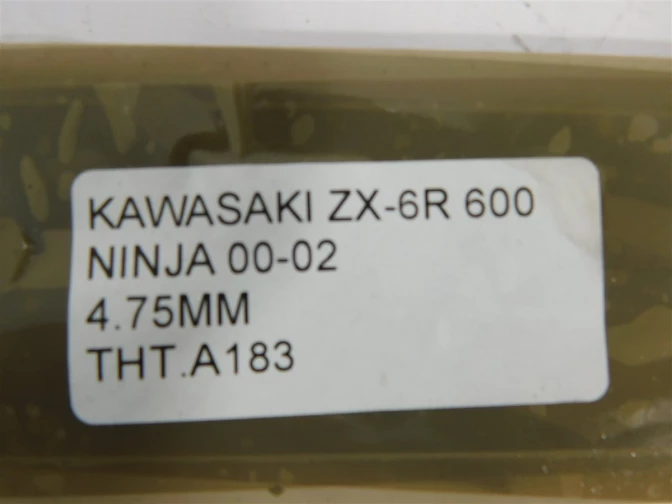 KAWASAKI ZX-6R 600
NINJA 00-02
4.75MM
THT.A183